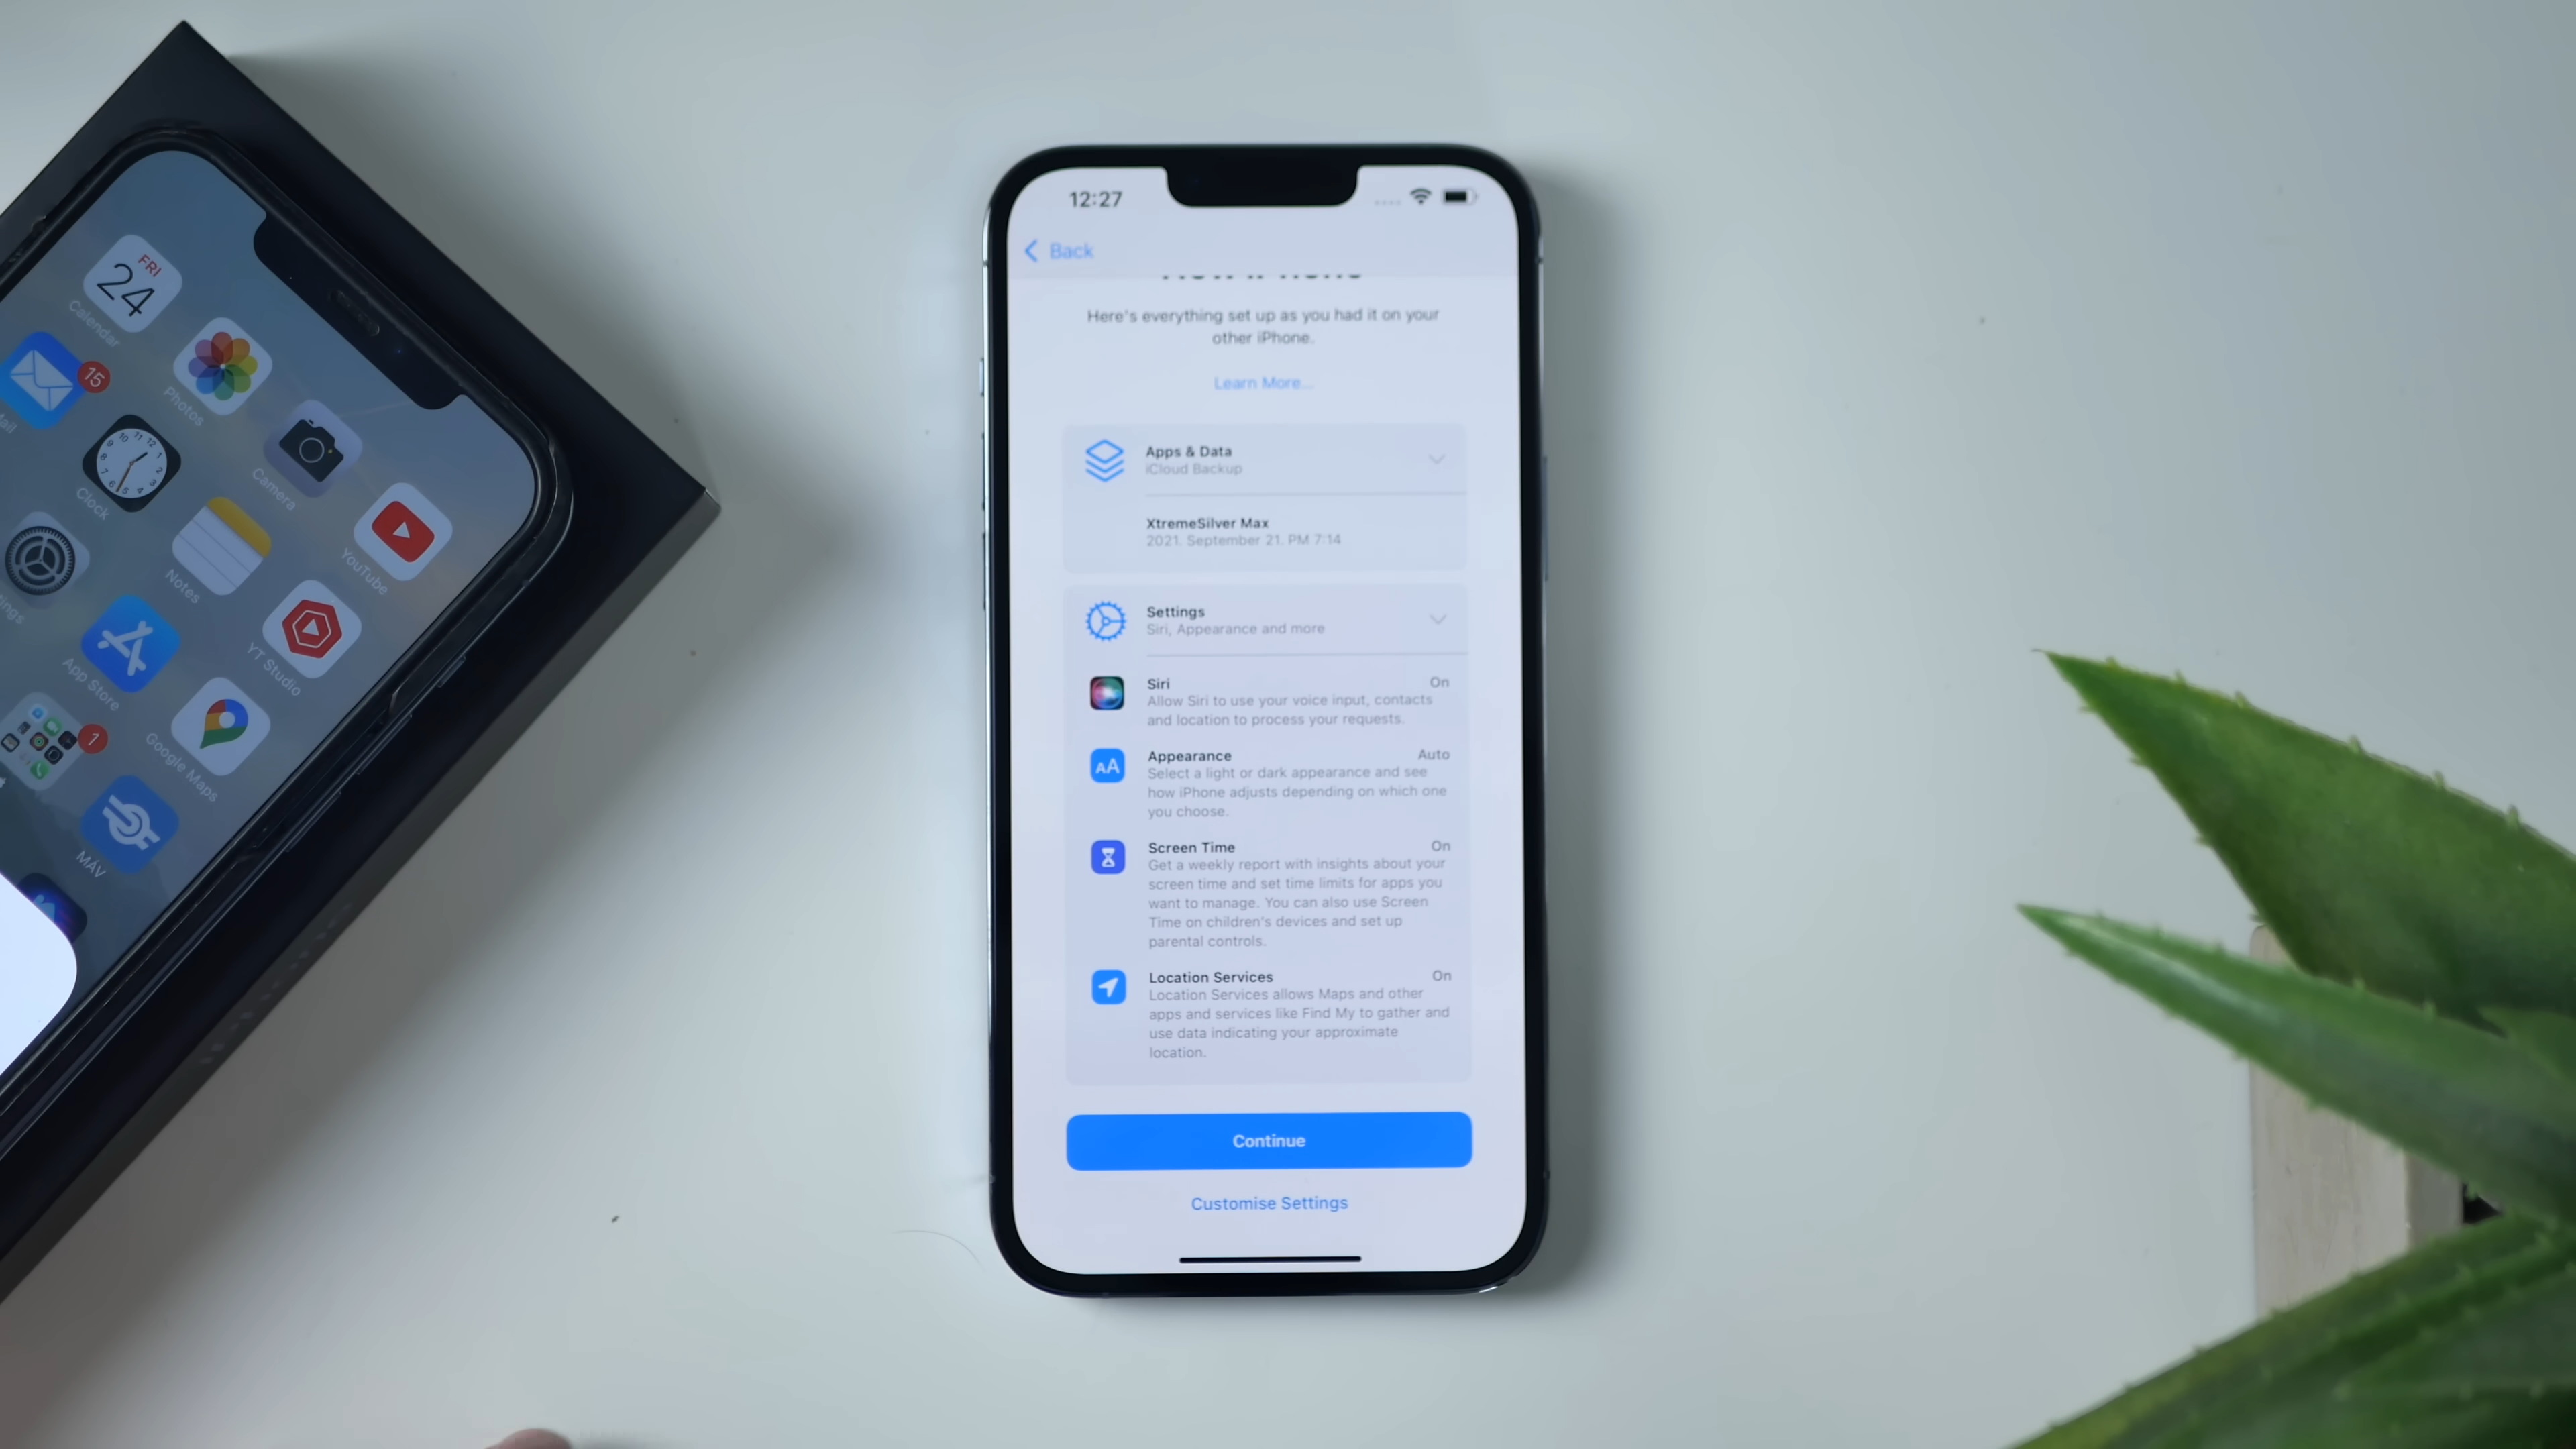 FRI
24
Calendar
Photos
15
Camera
Clock
YouTube
Notes
YT Studio
App Store
Google Maps
1
MÁV
12:27
Back
New iPhone
Here's everything set up as you had it on your
other iPhone.
Learn More...
Apps & Data
iCloud Backup
XtremeSilver Max
2021. September 21. PM 7:14
Settings
Siri, Appearance and more
Siri
On
Allow Siri to use your voice input, contacts
and location to process your requests.
AA
Appearance
Auto
Select a light or dark appearance and see
how iPhone adjusts depending on which one
you choose.
Screen Time
On
Get a weekly report with insights about your
screen time and set time limits for apps you
want to manage. You can also use Screen
Time on children's devices and set up
parental controls.
Location Services
On
Location Services allows Maps and other
apps and services like Find My to gather and
use data indicating your approximate
location.
Continue
Customise Settings